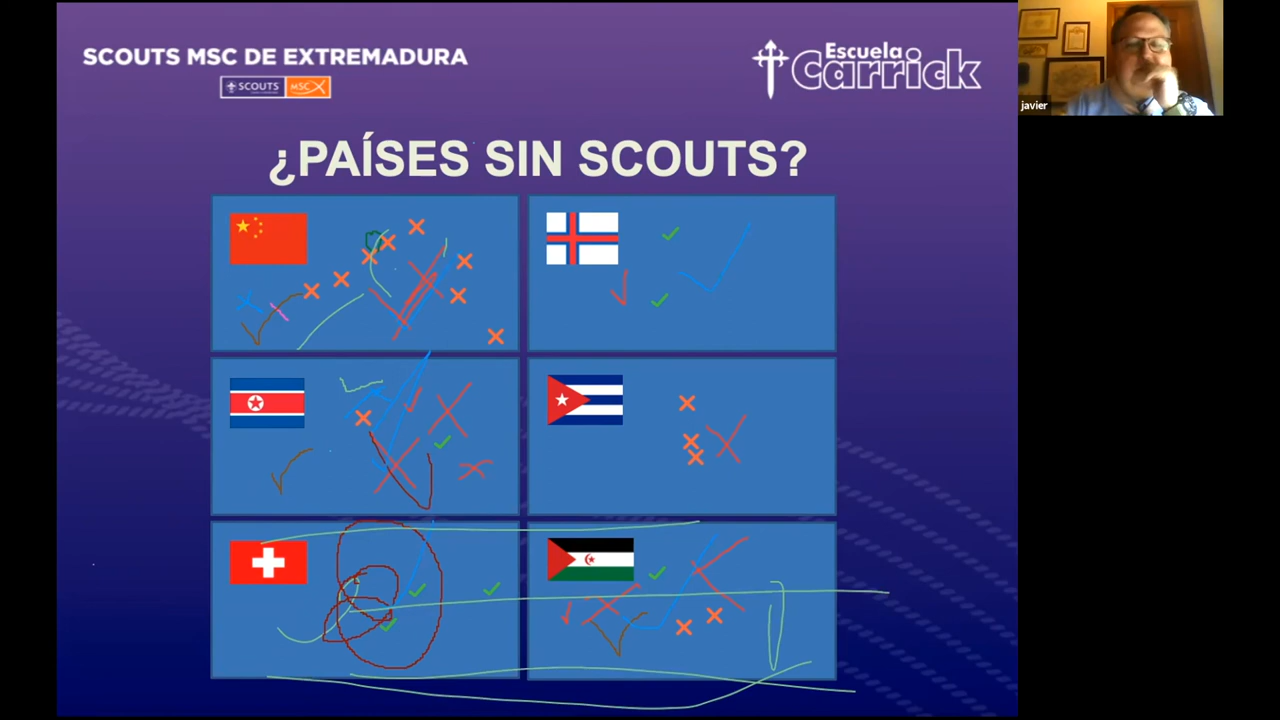 SCOUTS MSC DE EXTREMADURA
SCOUTS MSC
Escuela
Carrick
javier
¿PAÍSES SIN SCOUTS?